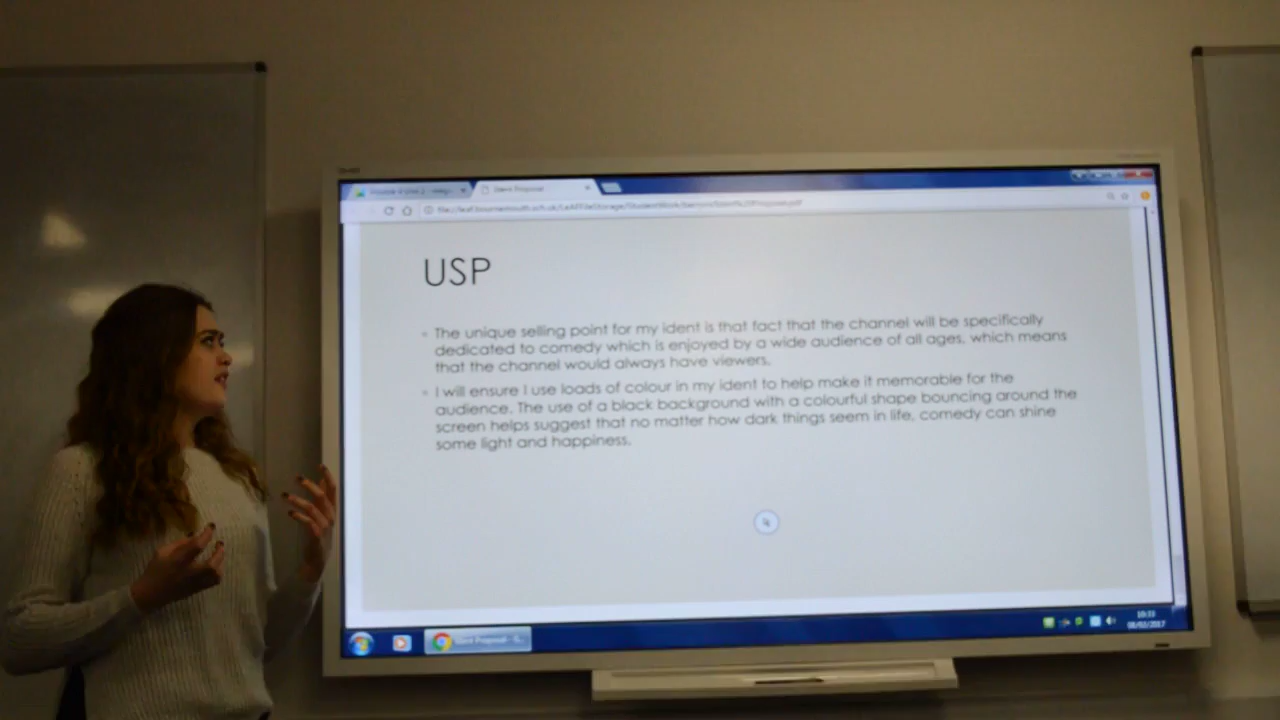 USP
The unique selling point for my ident is that fact that the channel will be specifically
dedicated to comedy which is enjoyed by a wide audience of all ages, which means
that the channel would always have viewers.
I will ensure I use loads of colour in my ident to help make it memorable for the
audience. The use of a black background with a colourful shape bouncing around the
screen helps suggest that no matter how dark things seem in life, comedy can shine
some light and happiness.